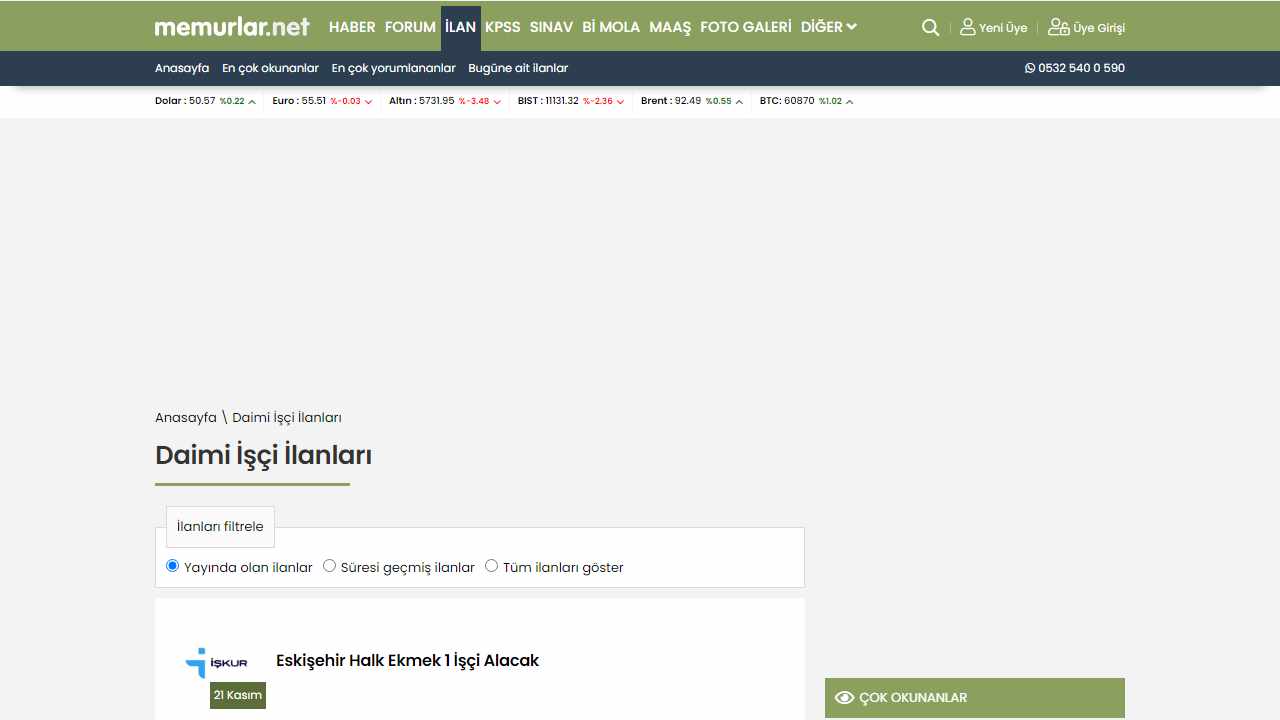 memurlar.net HABER FORUM İLAN KPSS SINAV Bİ MOLA MAAŞ FOTO GALERİ DİĞER Yeni Üye Üye Girişi
Anasayfa En çok okunanlar En çok yorumlananlar Bugüne ait ilanlar 0532 540 0 590
Dolar : 50.57 %0.22 Euro : 55.51 %-0.03 Altın : 5731.95 %-3.48 BIST : 11131.32 %-2.36 Brent : 92.49 %0.55 BTC: 60870 %1.02
Anasayfa \ Daimi İşçi İlanları
Daimi İşçi İlanları
İlanları filtrele
Yayında olan ilanlar Süresi geçmiş ilanlar Tüm ilanları göster
İŞKUR
Eskişehir Halk Ekmek 1 İşçi Alacak
21 Kasım
ÇOK OKUNANLAR